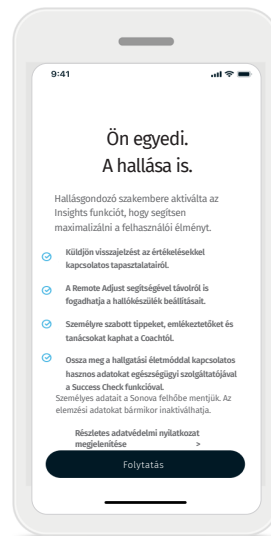 9:41
Ön egyedi.
A hallása is.
Hallásgondozó szakembere aktiválta az
Insights funkciót, hogy segítsen
maximalizálni a felhasználói élményt.
Küldjön visszajelzést az értékelésekkel
kapcsolatos tapasztalatairól.
A Remote Adjust segítségével távolról is
fogadhatja a hallókészülék beállításait.
Személyre szabott tippeket, emlékeztetőket és
tanácsokat kaphat a Coachtól.
Ossza meg a hallgatási életmóddal kapcsolatos
hasznos adatokat egészségügyi szolgáltatójával
a Success Check funkcióval.
Személyes adatait a Sonova felhőbe mentjük. Az
elemzési adatokat bármikor inaktiválhatja.
Részletes adatvédelmi nyilatkozat
megjelenítése >
Folytatás